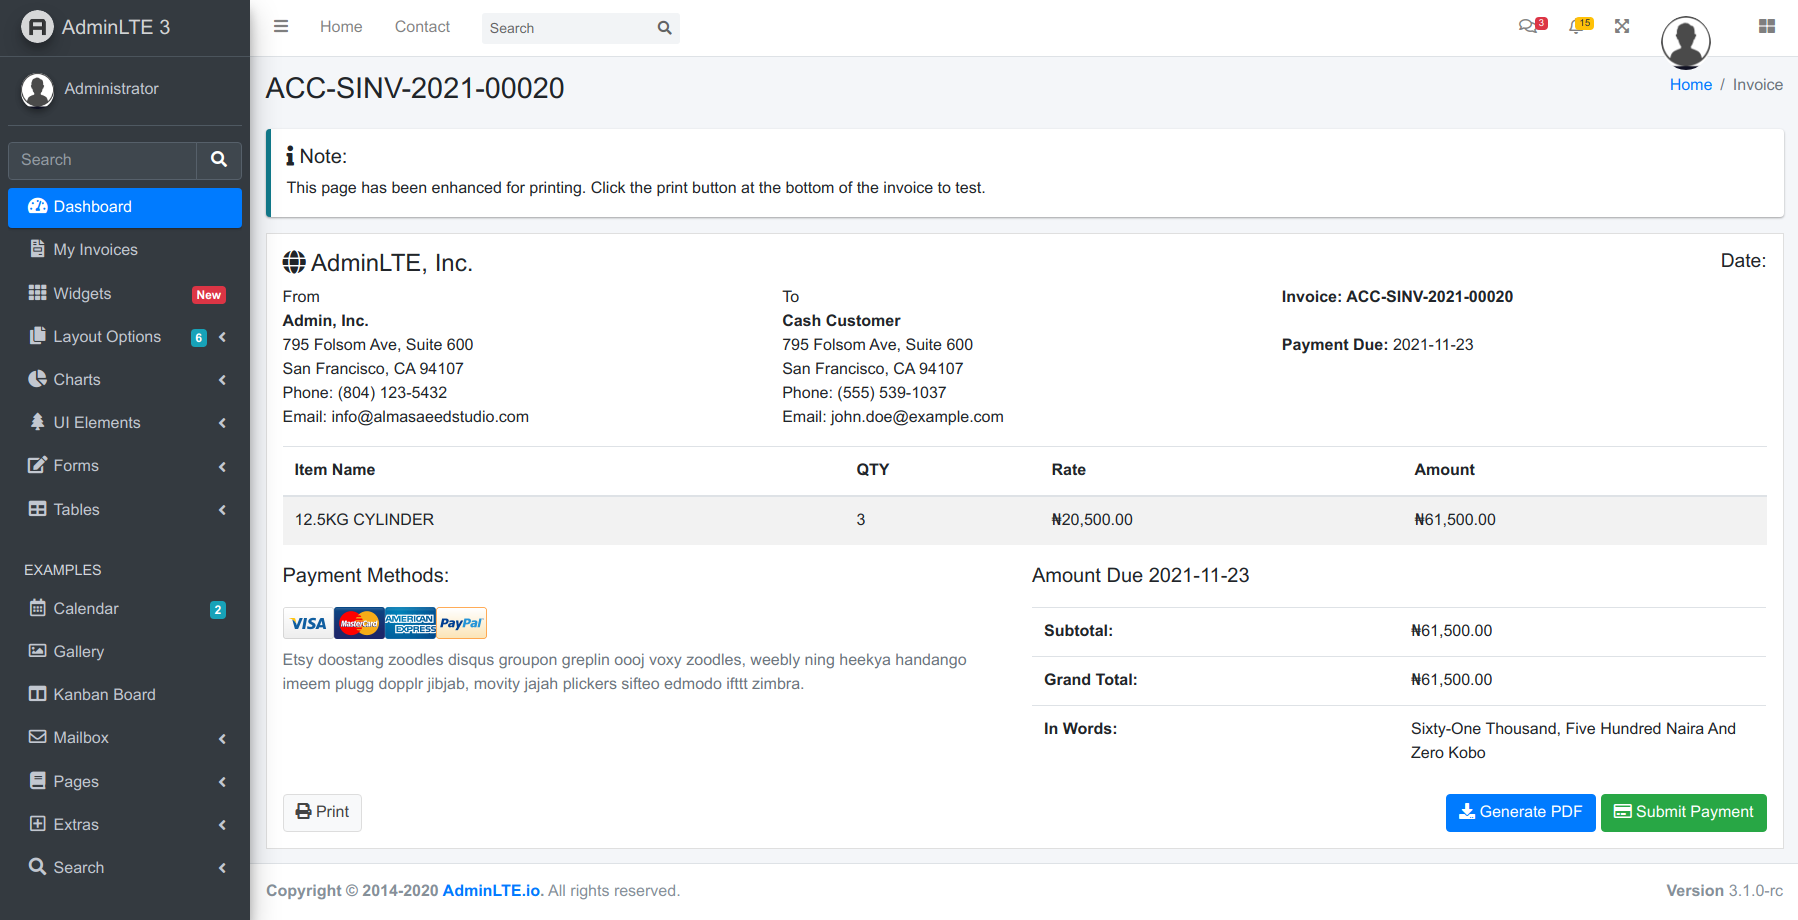 AdminLTE 3
Home
Contact
Search
3
15
Administrator
Search
Dashboard
My Invoices
Widgets
New
Layout Options
6
Charts
UI Elements
Forms
Tables
EXAMPLES
Calendar
2
Gallery
Kanban Board
Mailbox
Pages
Extras
Search
ACC-SINV-2021-00020
Home / Invoice
Note:
This page has been enhanced for printing. Click the print button at the bottom of the invoice to test.
AdminLTE, Inc.
Date:
From
Admin, Inc.
795 Folsom Ave, Suite 600
San Francisco, CA 94107
Phone: (804) 123-5432
Email: info@almasaeedstudio.com
To
Cash Customer
795 Folsom Ave, Suite 600
San Francisco, CA 94107
Phone: (555) 539-1037
Email: john.doe@example.com
Invoice: ACC-SINV-2021-00020
Payment Due: 2021-11-23
Item Name QTY Rate Amount
12.5KG CYLINDER 3 ₦20,500.00 ₦61,500.00
Payment Methods:
VISA MasterCard AMERICAN EXPRESS PayPal
Etsy doostang zoodles disqus groupon greplin oooj voxy zoodles, weebly ning heekya handango
imeem plugg dopplr jibjab, movity jajah plickers sifteo edmodo ifttt zimbra.
Amount Due 2021-11-23
Subtotal: ₦61,500.00
Grand Total: ₦61,500.00
In Words: Sixty-One Thousand, Five Hundred Naira And
Zero Kobo
Print
Generate PDF
Submit Payment
Copyright © 2014-2020 AdminLTE.io. All rights reserved.
Version 3.1.0-rc